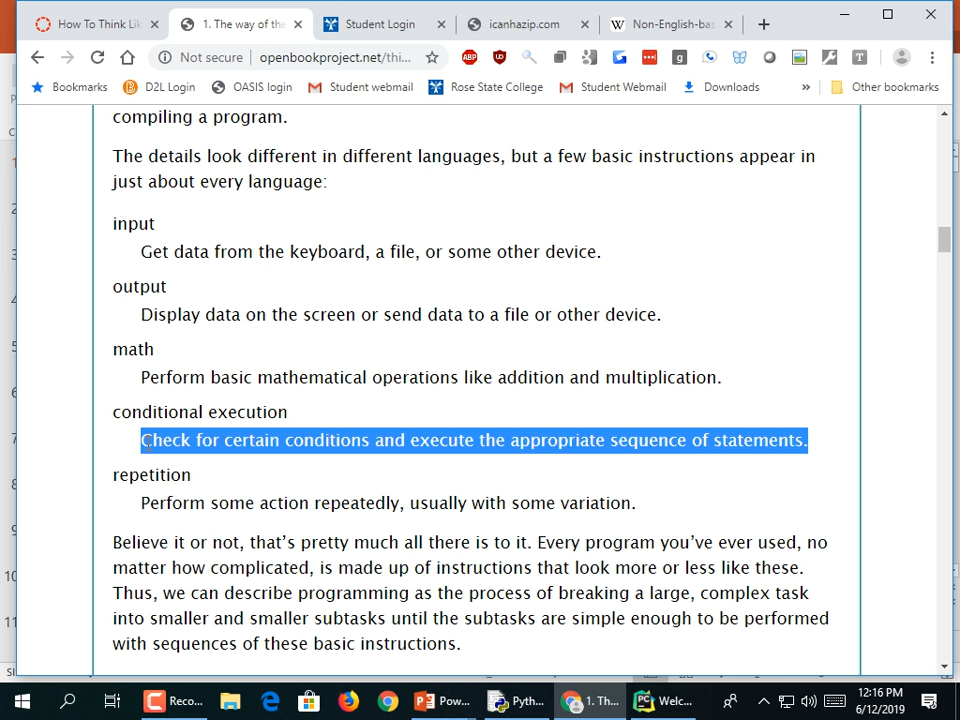 How To Think Lik
1. The way of the
Student Login
icanhazip.com
Non-English-bas
Not secure
openbookproject.net/thi...
ABP
T
Bookmarks
D2L Login
OASIS login
Student webmail
Rose State College
Student Webmail
Downloads
»
Other bookmarks
compiling a program.
The details look different in different languages, but a few basic instructions appear in
just about every language:
input
Get data from the keyboard, a file, or some other device.
output
Display data on the screen or send data to a file or other device.
math
Perform basic mathematical operations like addition and multiplication.
conditional execution
Check for certain conditions and execute the appropriate sequence of statements.
repetition
Perform some action repeatedly, usually with some variation.
Believe it or not, that’s pretty much all there is to it. Every program you’ve ever used, no
matter how complicated, is made up of instructions that look more or less like these.
Thus, we can describe programming as the process of breaking a large, complex task
into smaller and smaller subtasks until the subtasks are simple enough to be performed
with sequences of these basic instructions.
10
11
Reco...
Pow...
Pyth...
1. Th...
Welc...
12:16 PM
6/12/2019